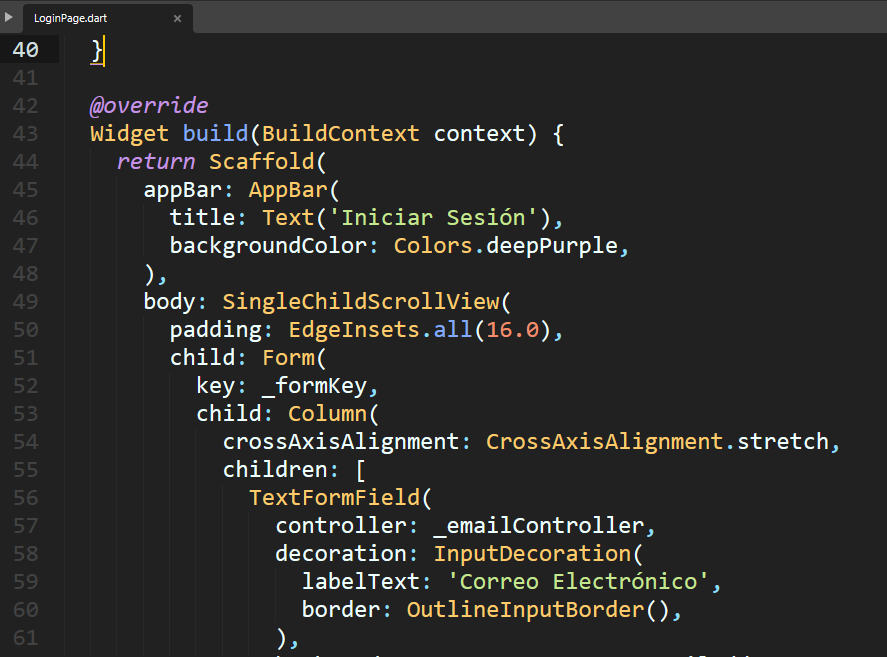 LoginPage.dart
40 }
41
42 @override
43 Widget build(BuildContext context) {
44 return Scaffold(
45 appBar: AppBar(
46 title: Text('Iniciar Sesión'),
47 backgroundColor: Colors.deepPurple,
48 ),
49 body: SingleChildScrollView(
50 padding: EdgeInsets.all(16.0),
51 child: Form(
52 key: _formKey,
53 child: Column(
54 crossAxisAlignment: CrossAxisAlignment.stretch,
55 children: [
56 TextFormField(
57 controller: _emailController,
58 decoration: InputDecoration(
59 labelText: 'Correo Electrónico',
60 border: OutlineInputBorder(),
61 ),